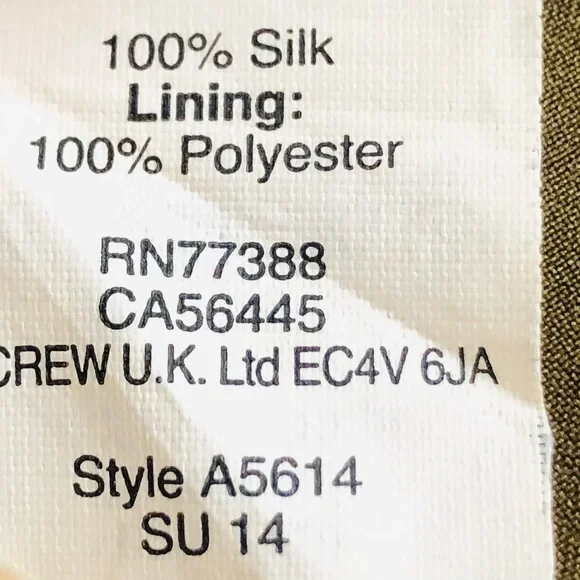 100% Silk
Lining:
100% Polyester
RN77388
CA56445
CREW U.K. Ltd EC4V 6JA
Style A5614
SU 14